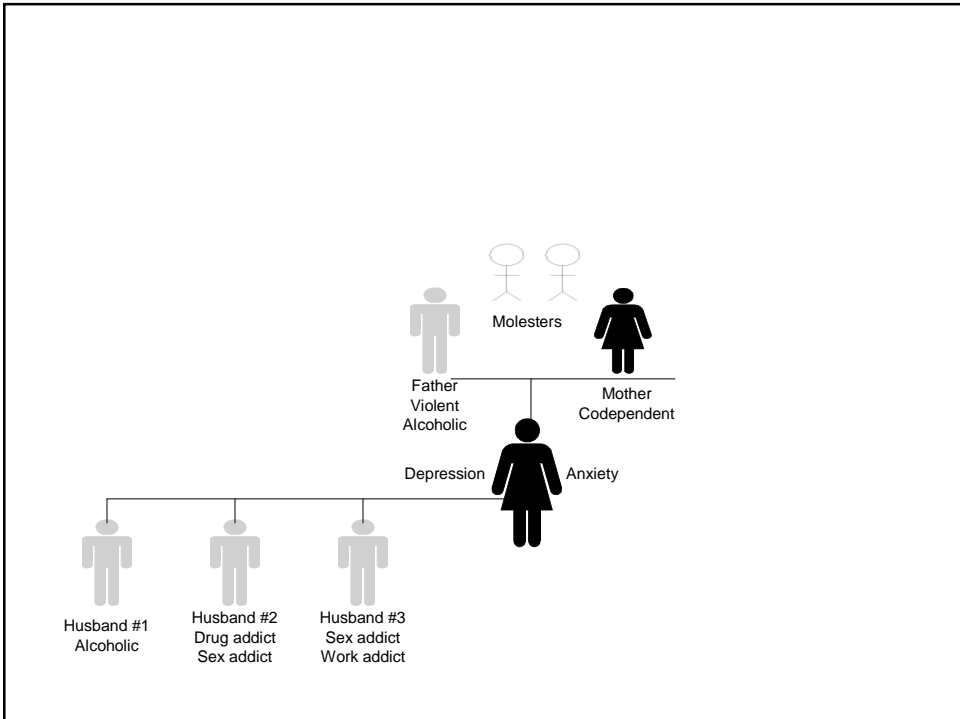 Molesters
Father
Violent
Alcoholic
Mother
Codependent
Depression
Anxiety
Husband #1
Alcoholic
Husband #2
Drug addict
Sex addict
Husband #3
Sex addict
Work addict